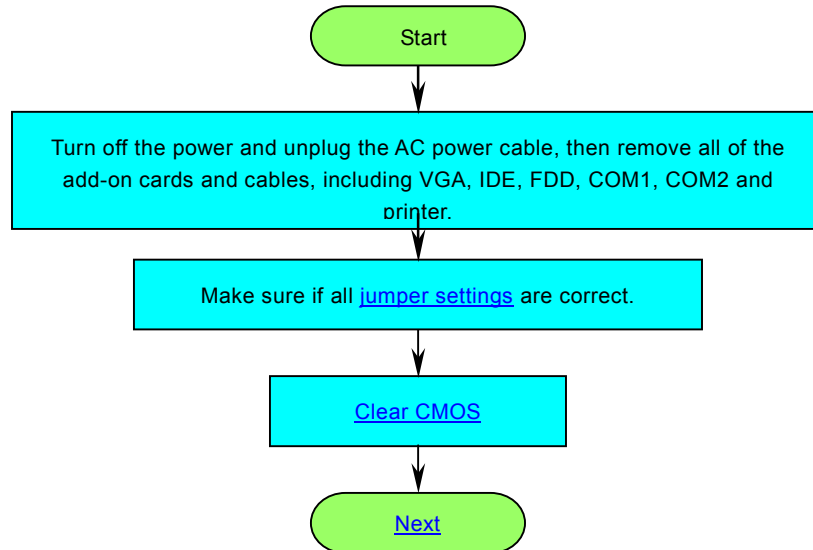 Start
Turn off the power and unplug the AC power cable, then remove all of the
add-on cards and cables, including VGA, IDE, FDD, COM1, COM2 and
printer.
Make sure if all jumper settings are correct.
Clear CMOS
Next